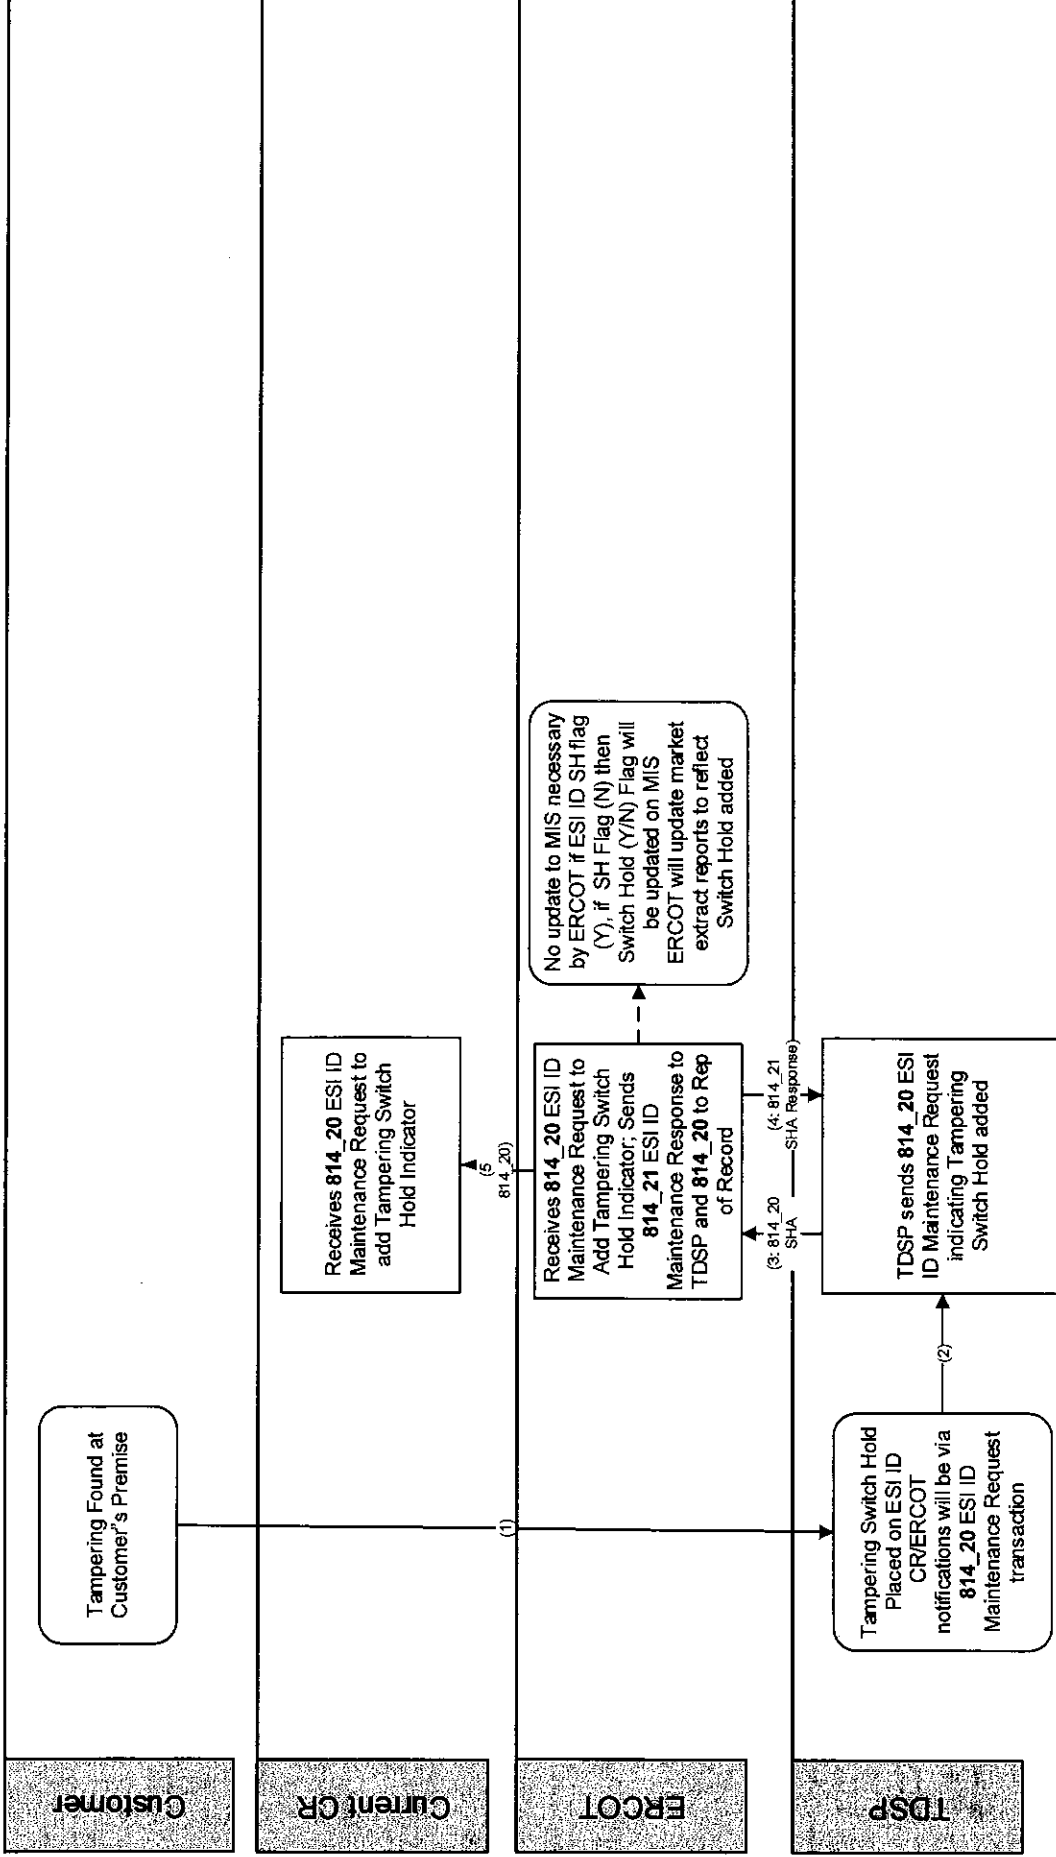 Customer
Tampering Found at
Customer's Premise
Current CR
Receives 814_20 ESI ID
Maintenance Request to
add Tampering Switch
Hold Indicator
(5
814_20)
ERCOT
(1)
Receives 814_20 ESI ID
Maintenance Request to
Add Tampering Switch
Hold Indicator; Sends
814_21 ESI ID
Maintenance Response to
TDSP and 814_20 to Rep
of Record
No update to MIS necessary
by ERCOT if ESI ID SH flag
(Y), if SH Flag (N) then
Switch Hold (Y/N) Flag will
be updated on MIS
ERCOT will update market
extract reports to reflect
Switch Hold added
(3: 814_20
SHA
(4: 814_21
SHA Response)
TDSP
Tampering Switch Hold
Placed on ESI ID
CR/ERCOT
notifications will be via
814_20 ESI ID
Maintenance Request
transaction
(2)
TDSP sends 814_20 ESI
ID Maintenance Request
indicating Tampering
Switch Hold added